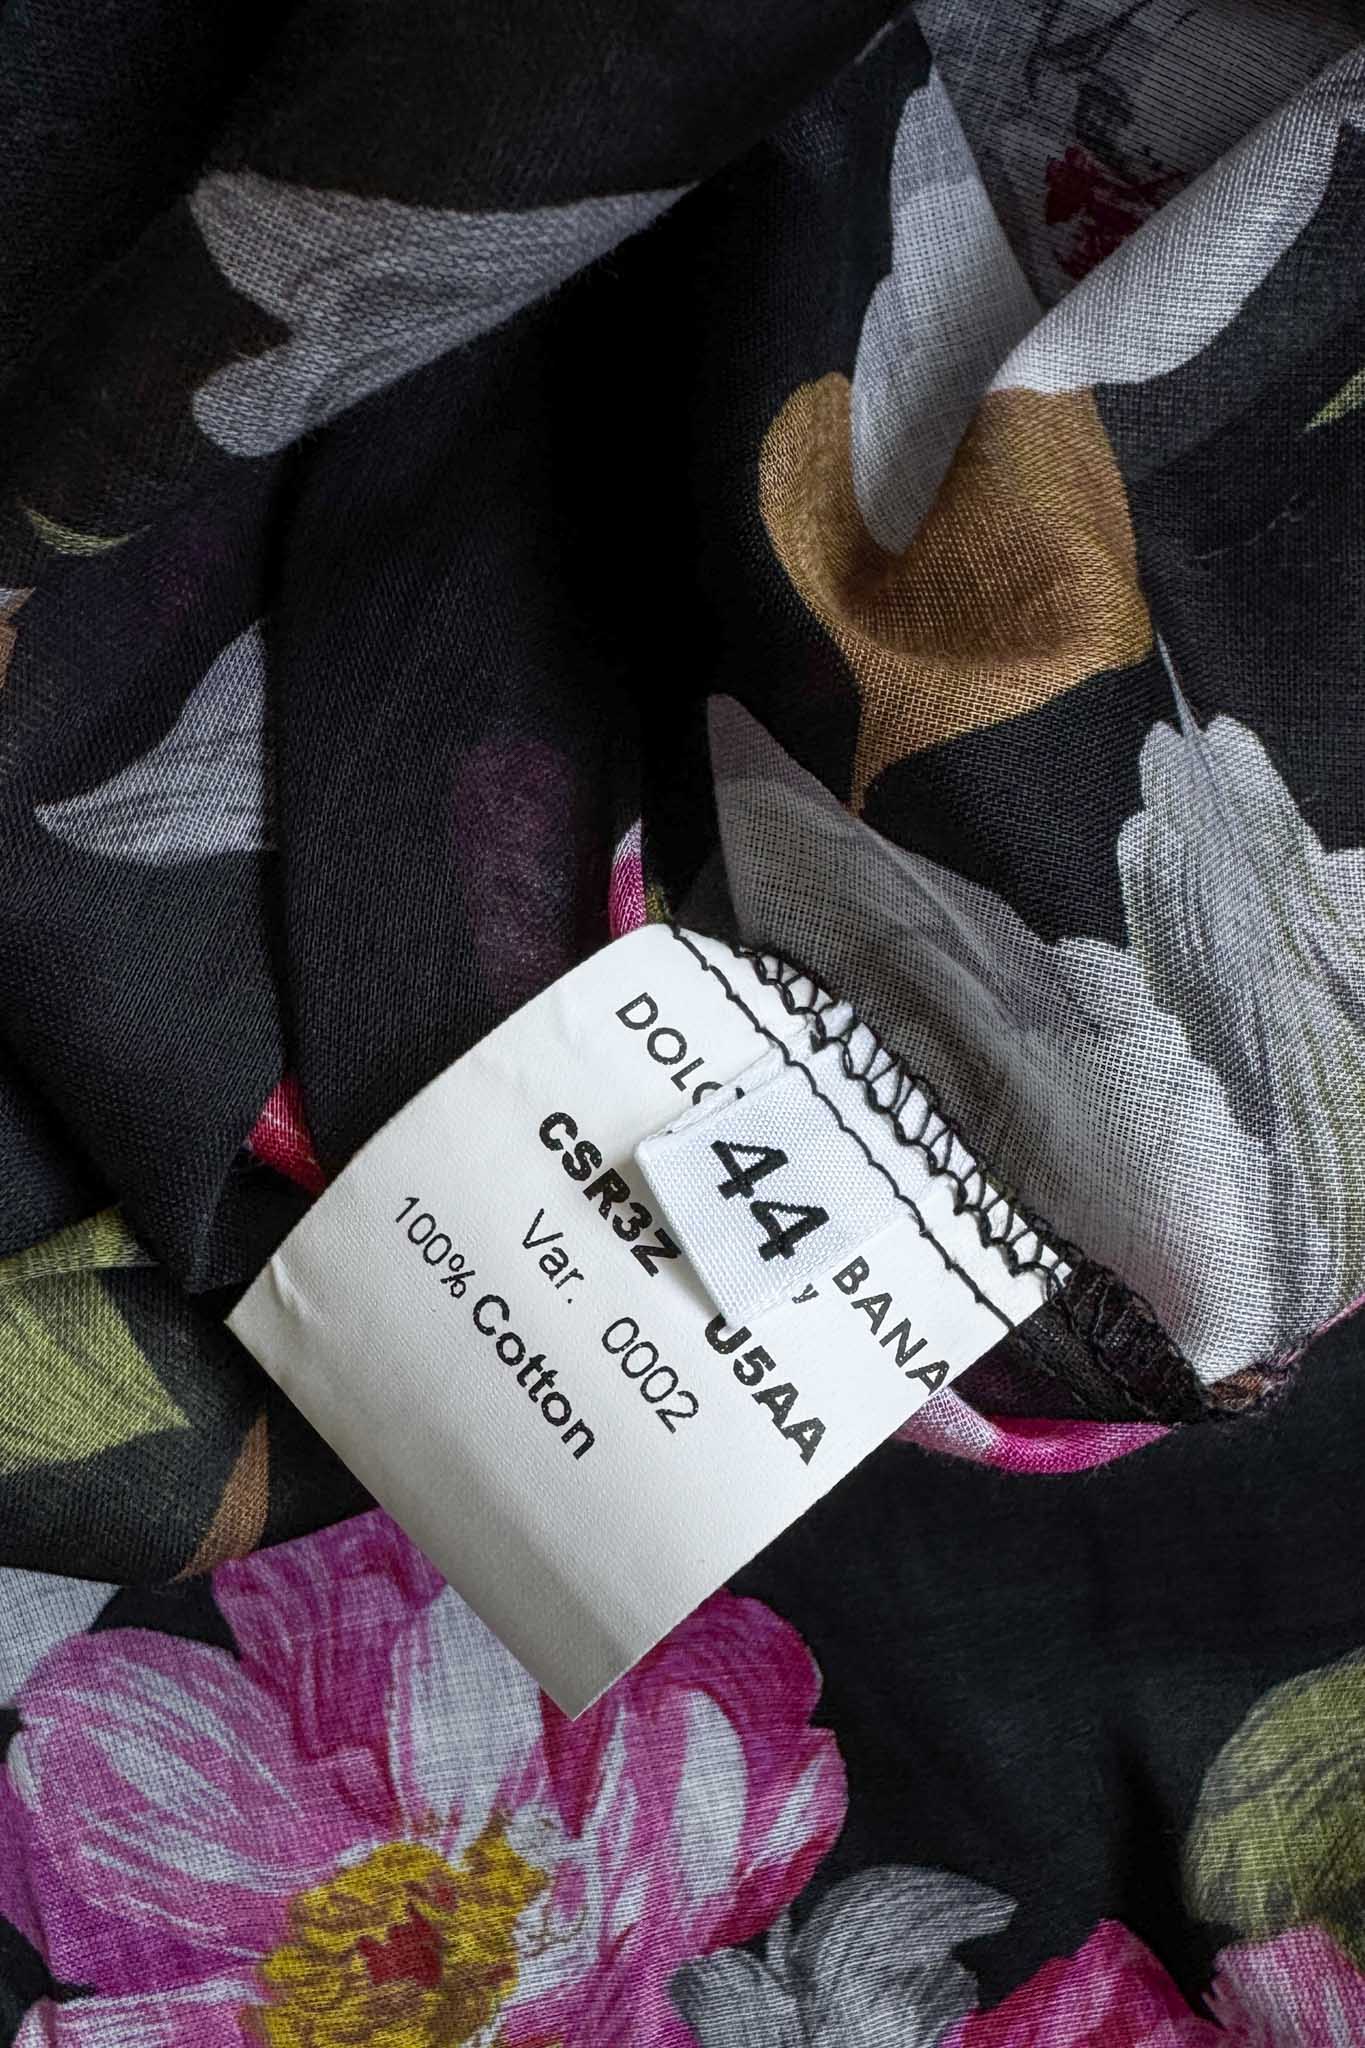 DOLC BANA
44
CSR3Z U5AA
Var. 0002
100% Cotton